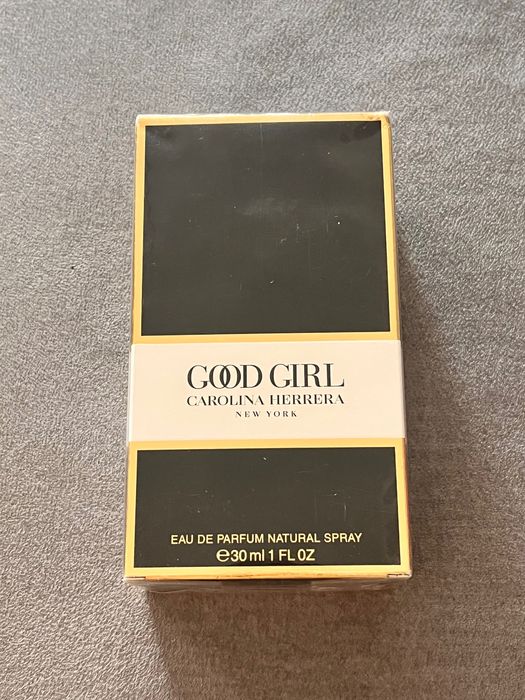 GOOD GIRL
CAROLINA HERRERA
NEW YORK
EAU DE PARFUM NATURAL SPRAY
℮30 ml 1 FL OZ